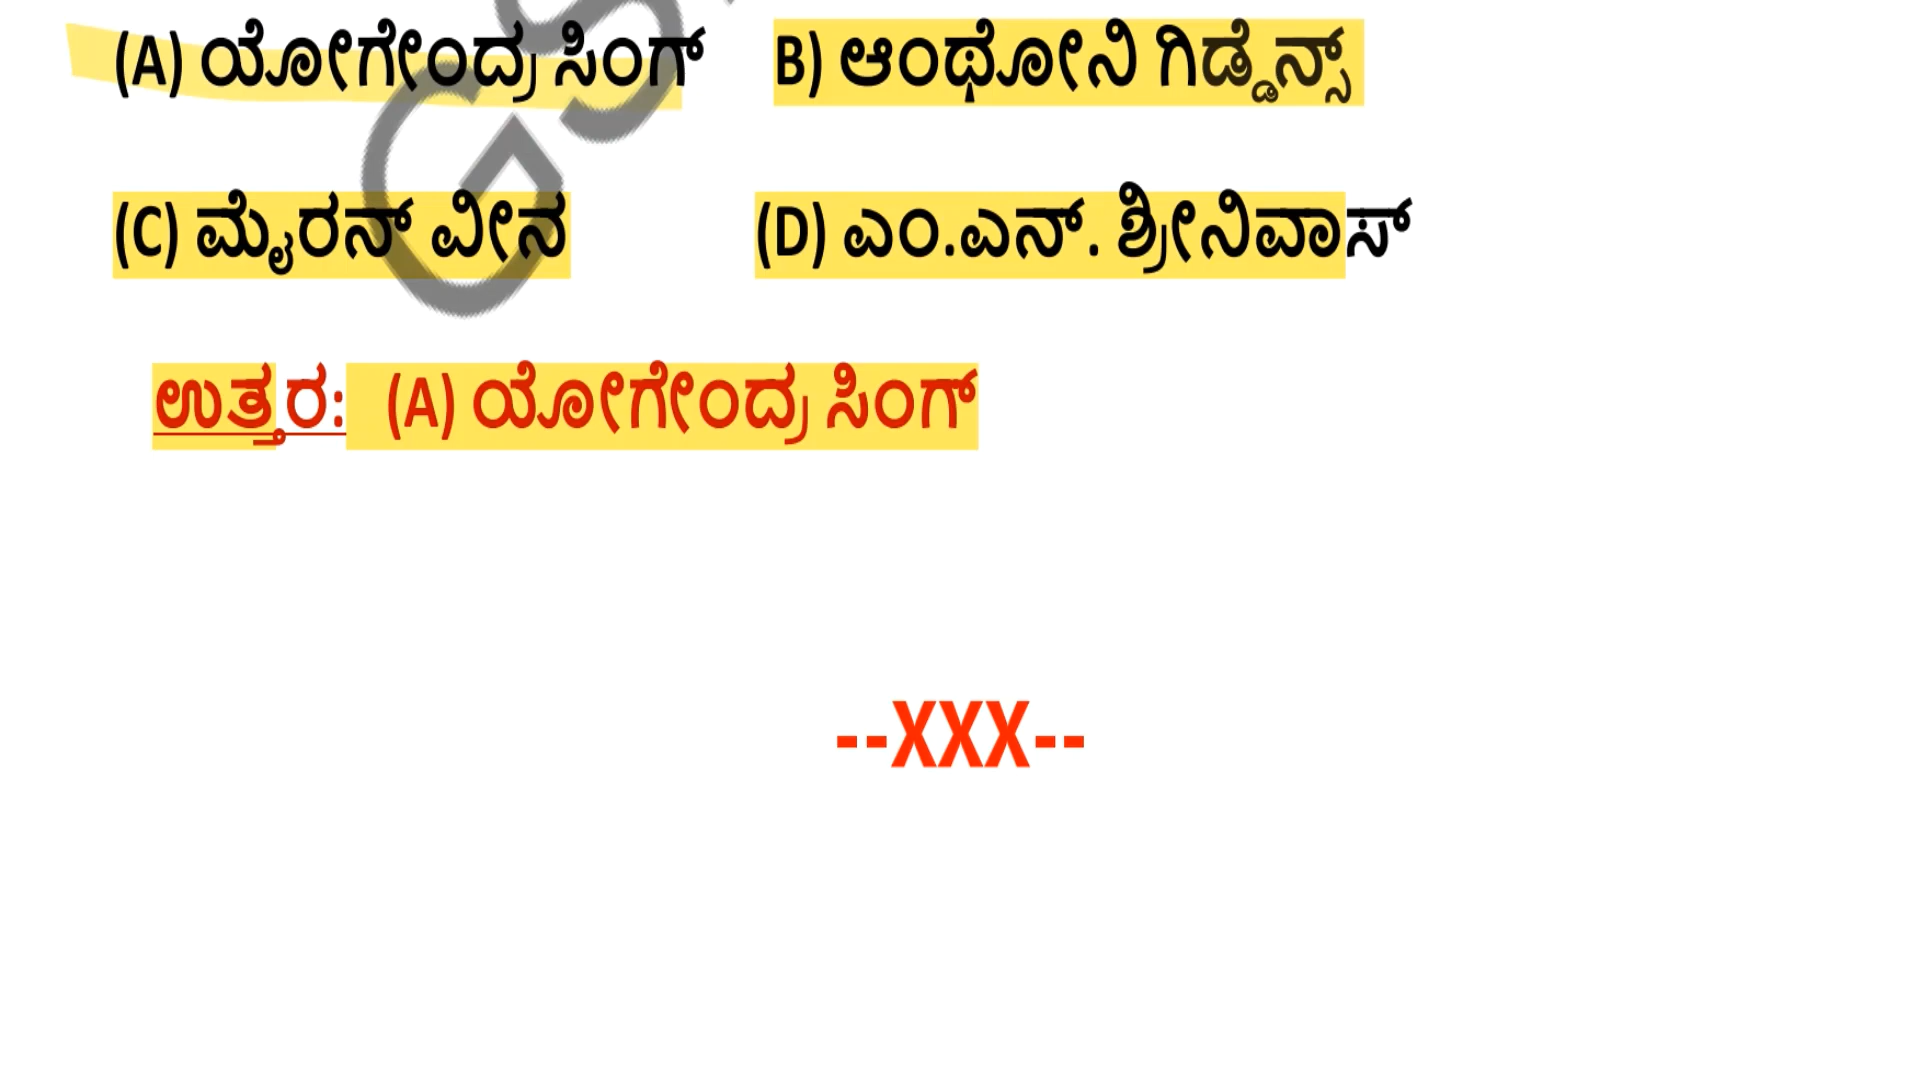 (A) ಯೋಗೇಂದ್ರ ಸಿಂಗ್ B) ಆಂಥೋನಿ ಗಿಡ್ಡೆನ್ಸ್
(C) ಮೈರನ್ ವೀನ (D) ಎಂ.ಎನ್. ಶ್ರೀನಿವಾಸ್
ಉತ್ತರ: (A) ಯೋಗೇಂದ್ರ ಸಿಂಗ್
--XXX--